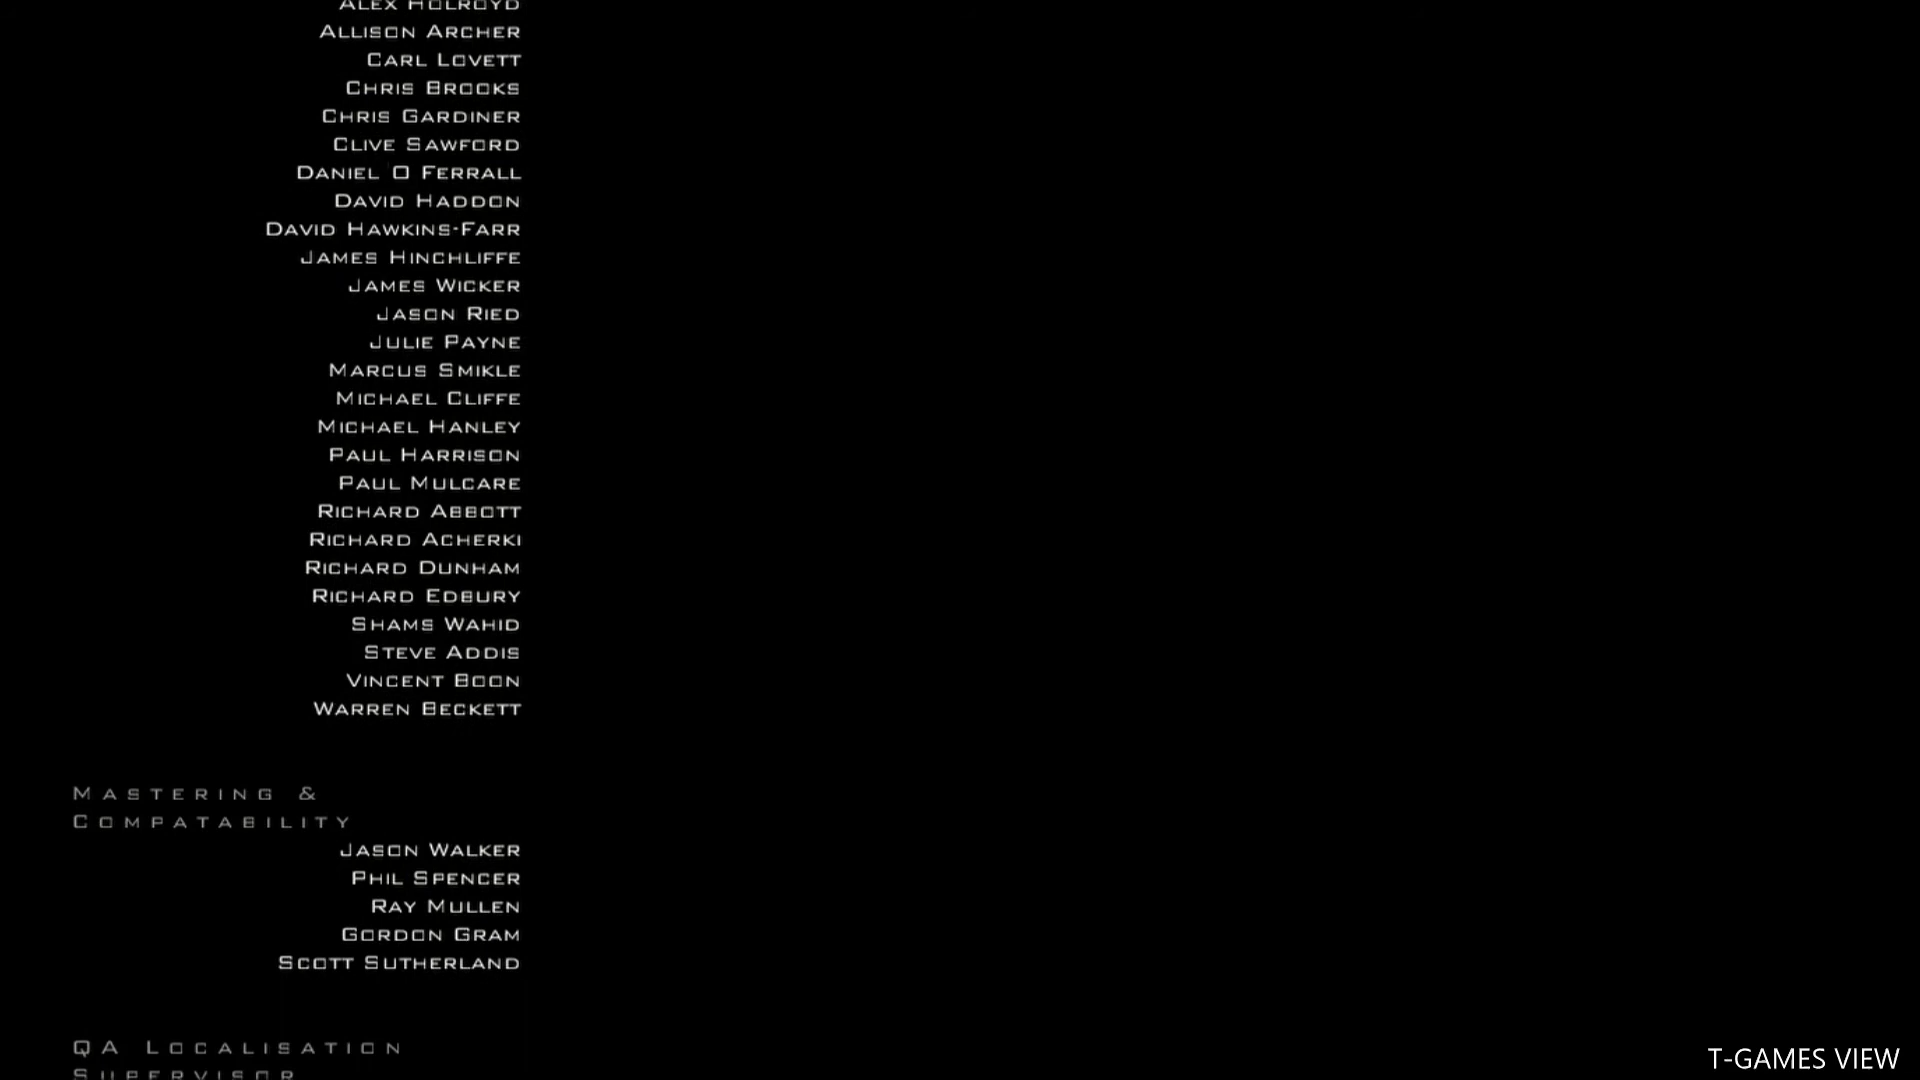 Alex Holroyd
Allison Archer
Carl Lovett
Chris Brooks
Chris Gardiner
Clive Sawford
Daniel O Ferrall
David Haddon
David Hawkins-Farr
James Hinchliffe
James Wicker
Jason Ried
Julie Payne
Marcus Smikle
Michael Cliffe
Michael Hanley
Paul Harrison
Paul Mulcare
Richard Abbott
Richard Acherki
Richard Dunham
Richard Edbury
Shams Wahid
Steve Addis
Vincent Boon
Warren Beckett
Mastering &
Compatability
Jason Walker
Phil Spencer
Ray Mullen
Gordon Gram
Scott Sutherland
QA Localisation
Supervisor
T-GAMES VIEW